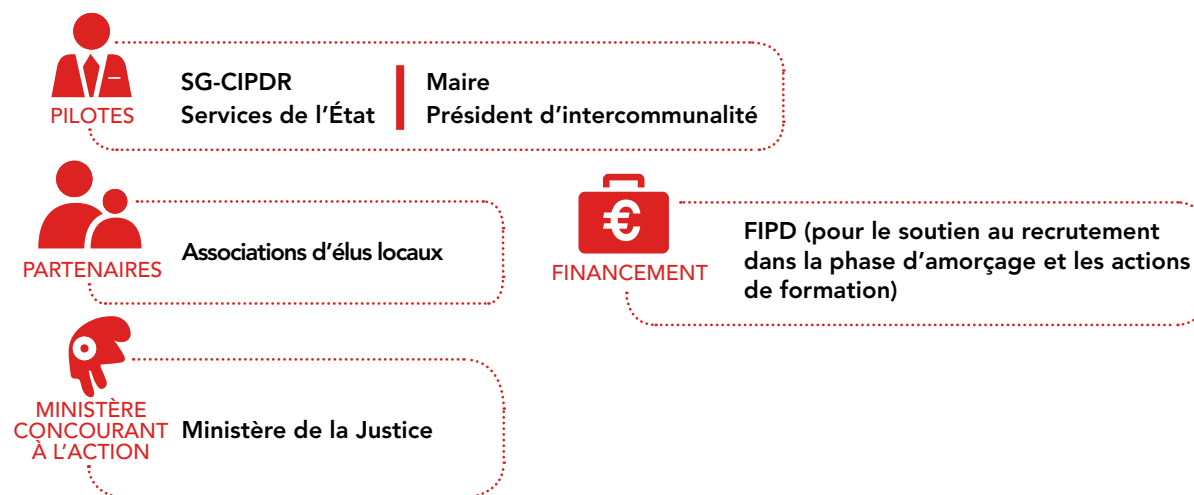 PILOTES
SG-CIPDR
Services de l'État
Maire
Président d'intercommunalité
PARTENAIRES
Associations d'élus locaux
€
FINANCEMENT
FIPD (pour le soutien au recrutement
dans la phase d'amorçage et les actions
de formation)
MINISTÈRE
CONCOURANT
À L'ACTION
Ministère de la Justice